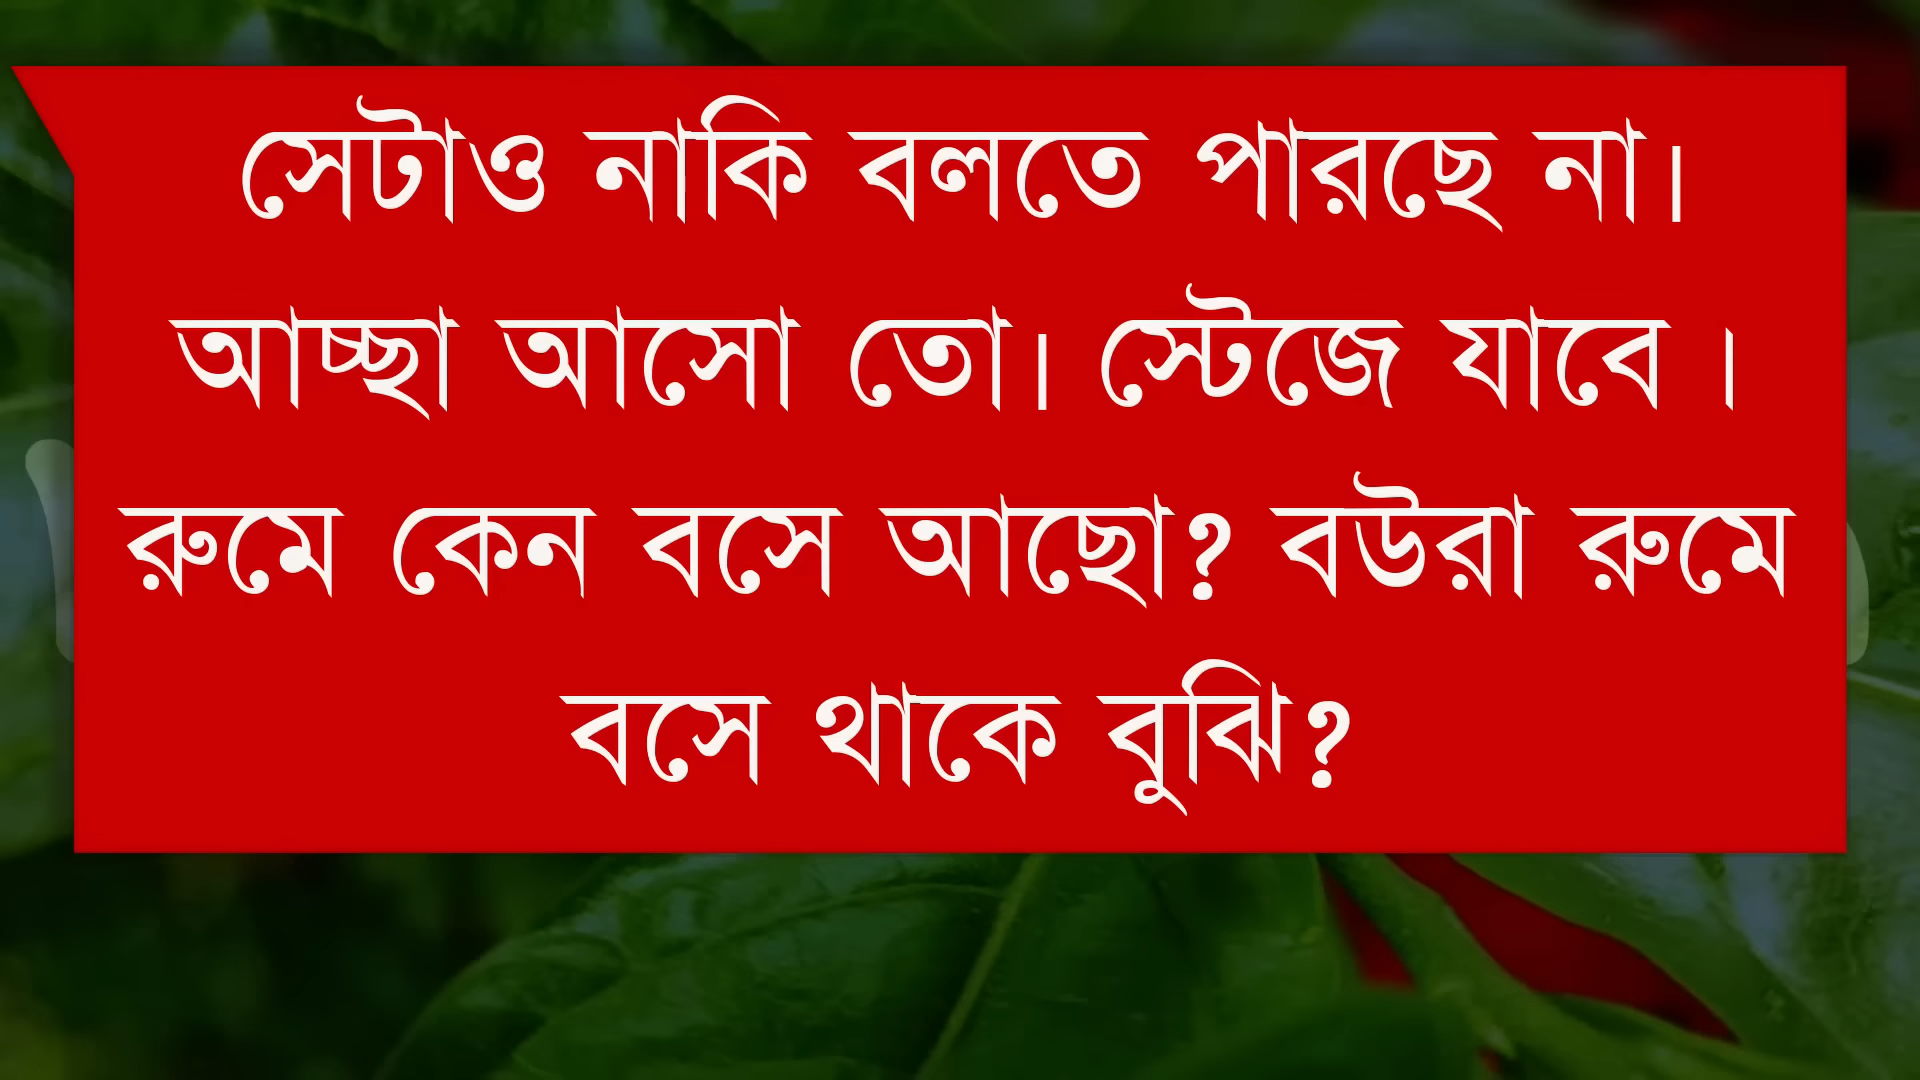 সেটাও নাকি বলতে পারছে না।
আচ্ছা আসো তো। স্টেজে যাবে ।
রুমে কেন বসে আছো? বউরা রুমে
বসে থাকে বুঝি?